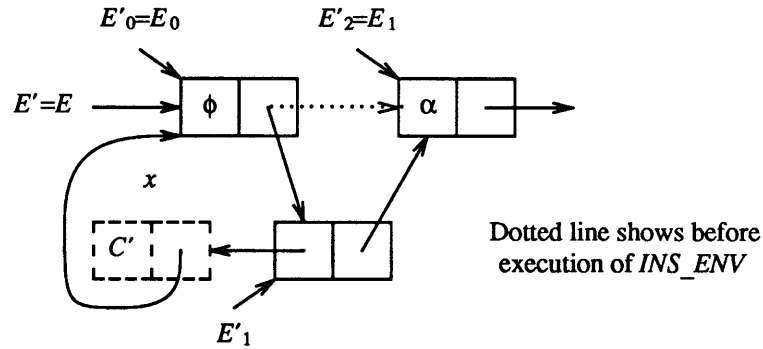 E'₀=E₀
E'₂=E₁
E'=E
ϕ
α
x
C'
E'₁
Dotted line shows before
execution of INS_ENV